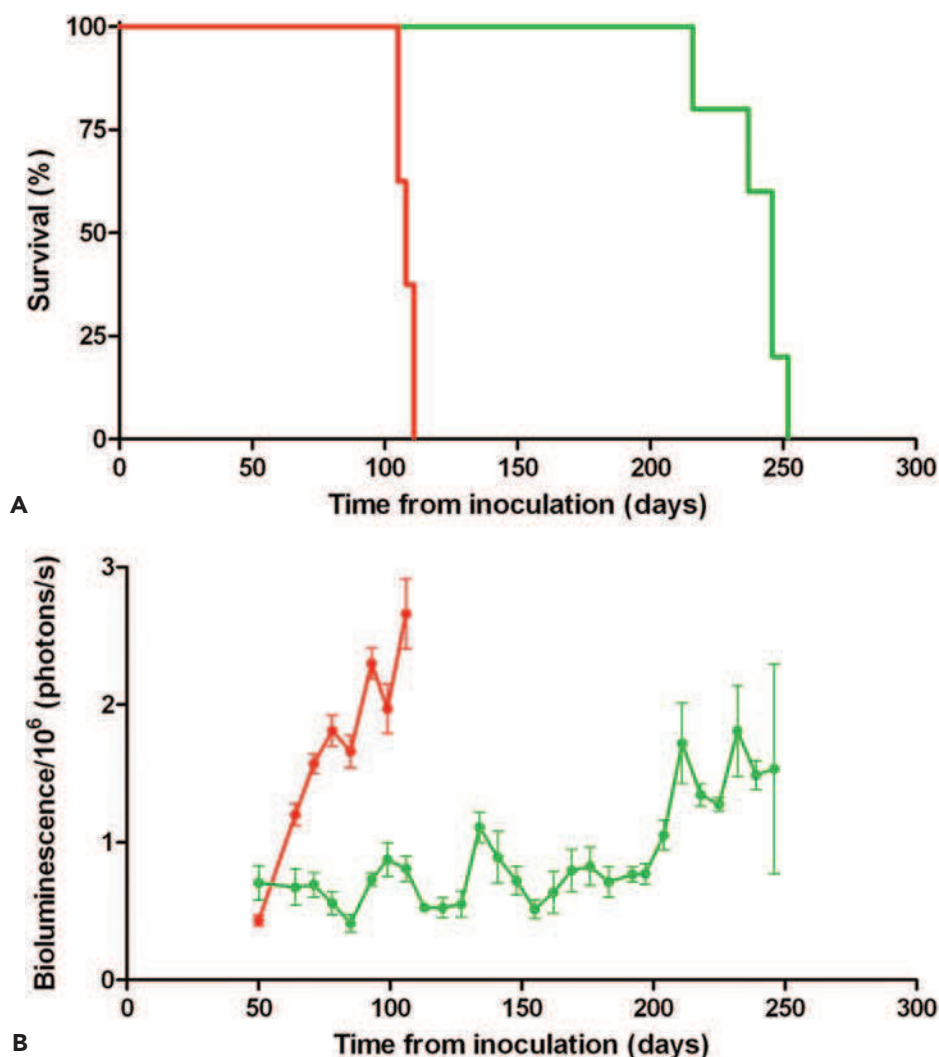 100
75
50
25
0
Survival (%)
0 50 100 150 200 250 300
Time from inoculation (days)
A
3
2
1
0
Bioluminescence/10⁶ (photons/s)
0 50 100 150 200 250 300
Time from inoculation (days)
B